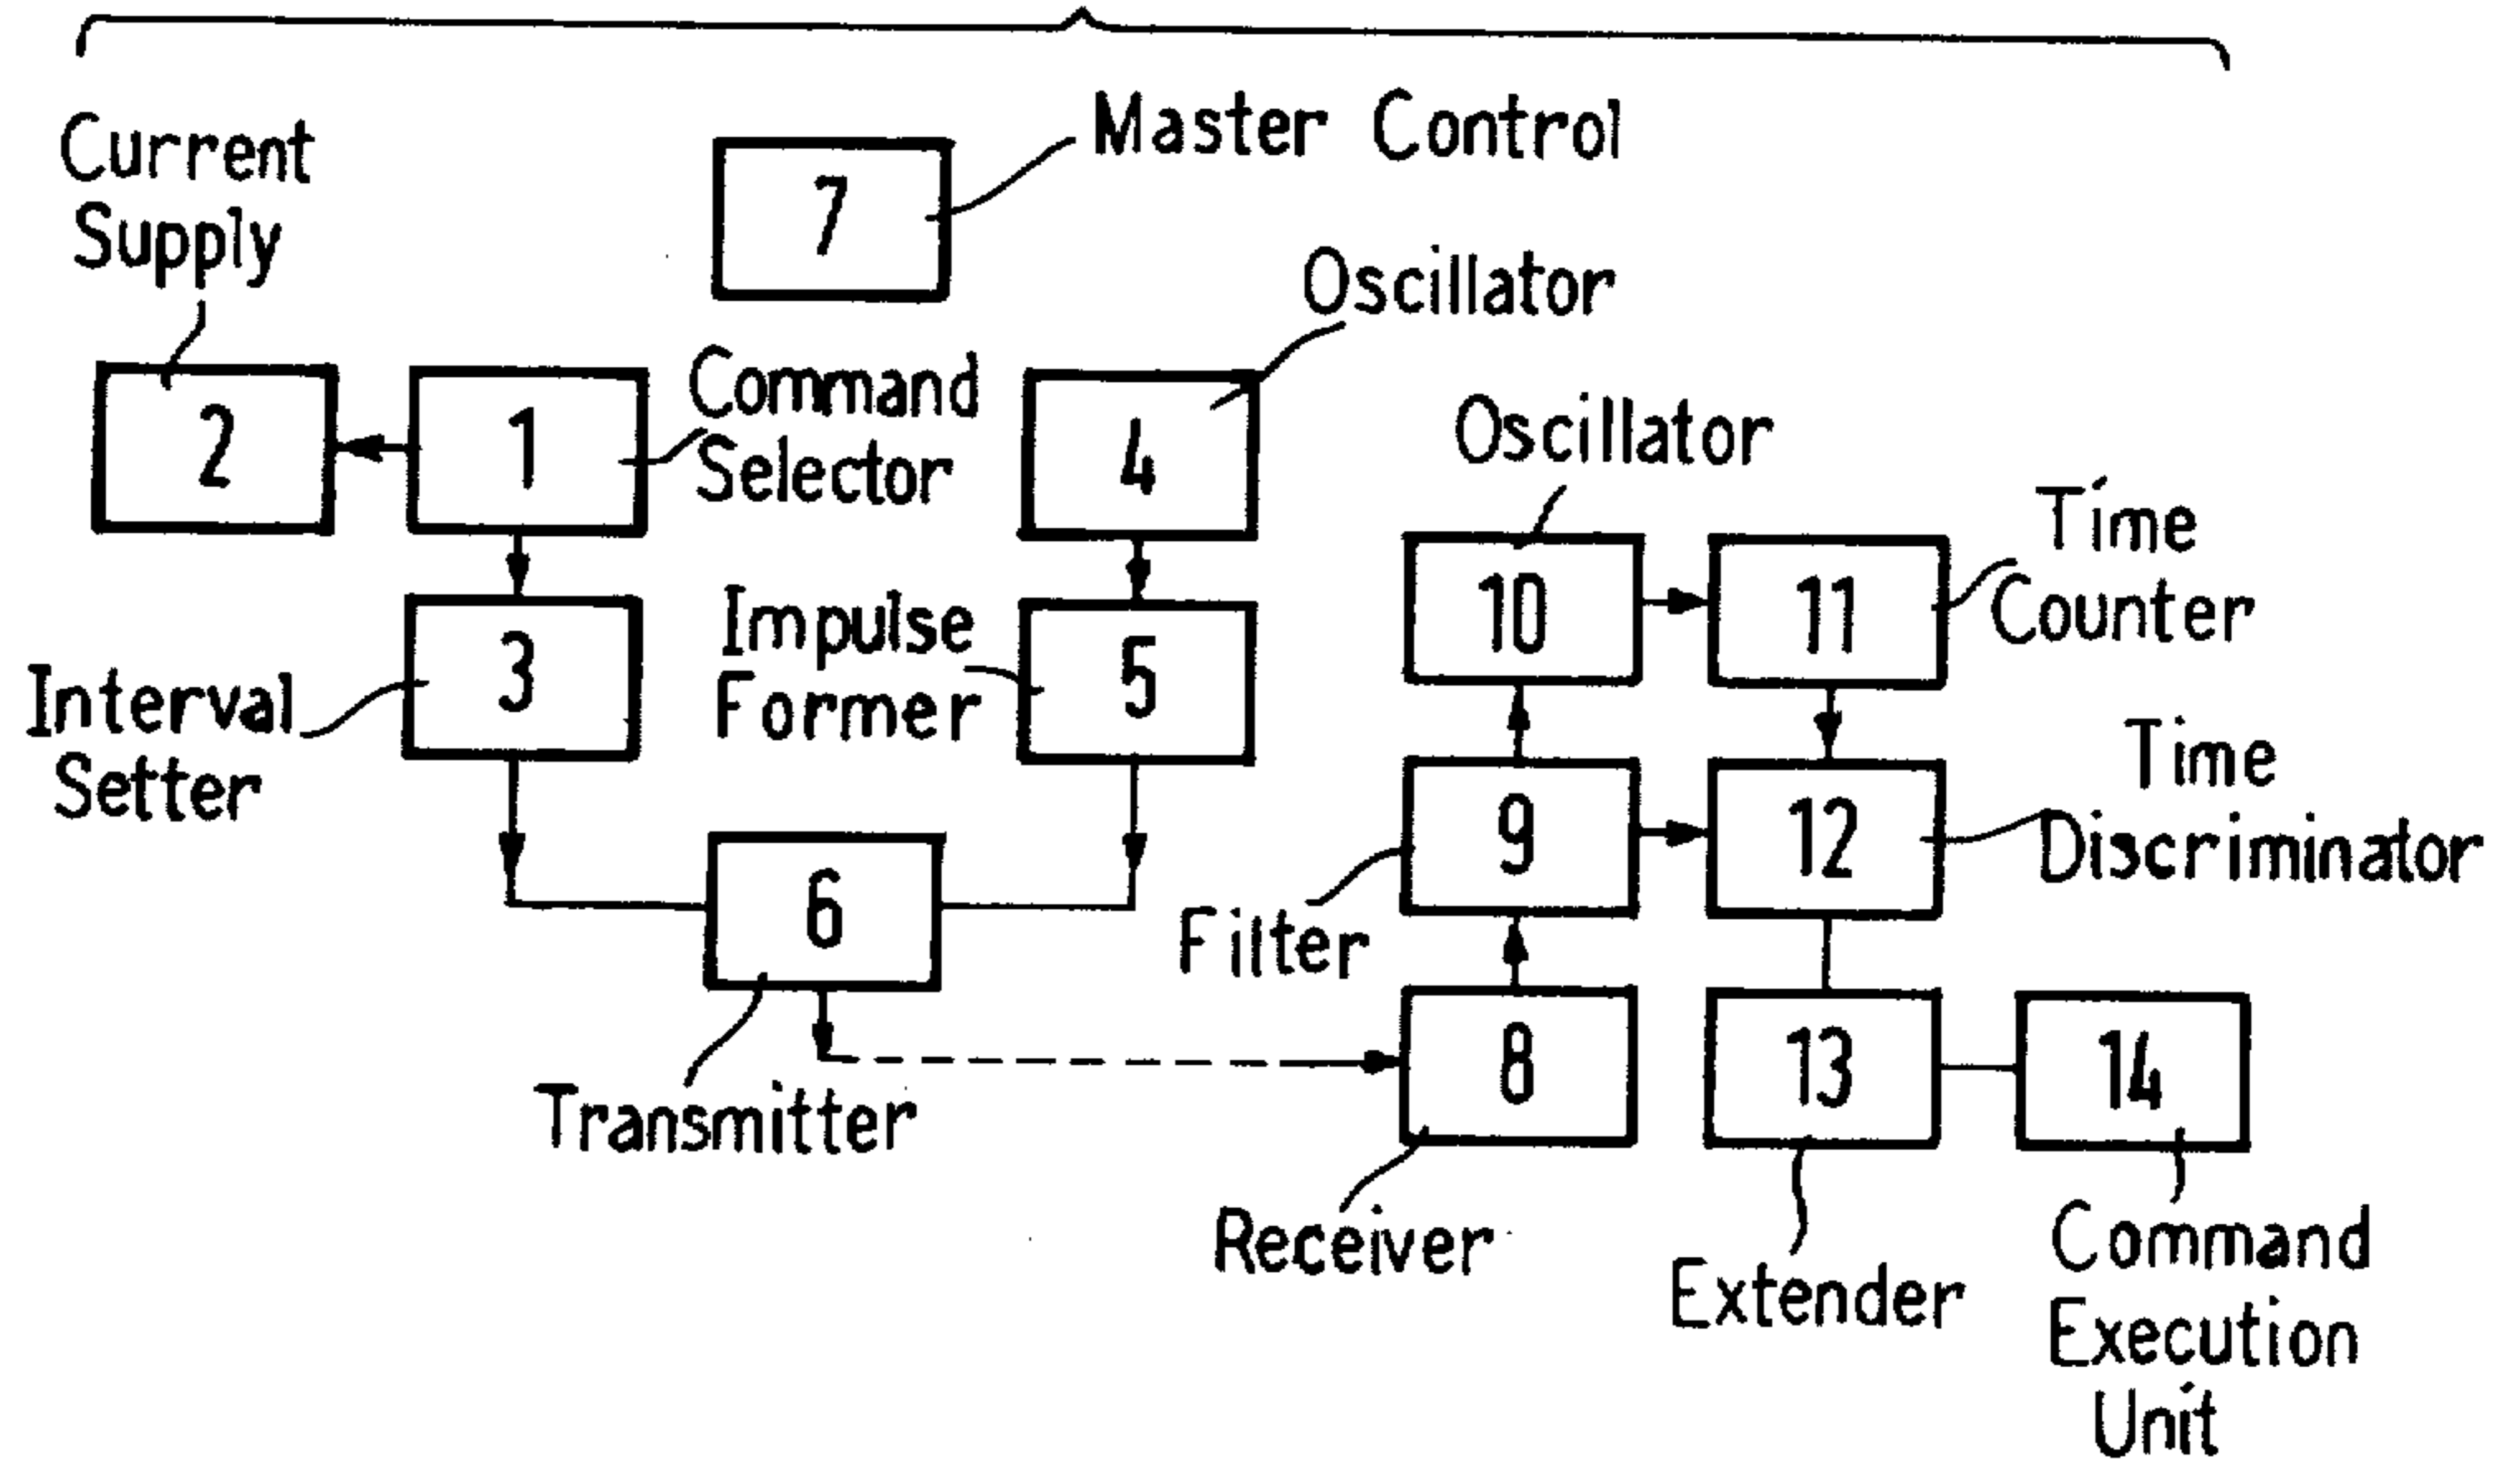 Master Control
7
Current
Supply
Oscillator
2
1
Command
Selector
4
Oscillator
Time
Counter
10
11
Impulse
Former
3
5
Interval
Setter
Time
Discriminator
9
12
6
Filter
Transmitter
8
13
14
Receiver
Extender
Command
Execution
Unit